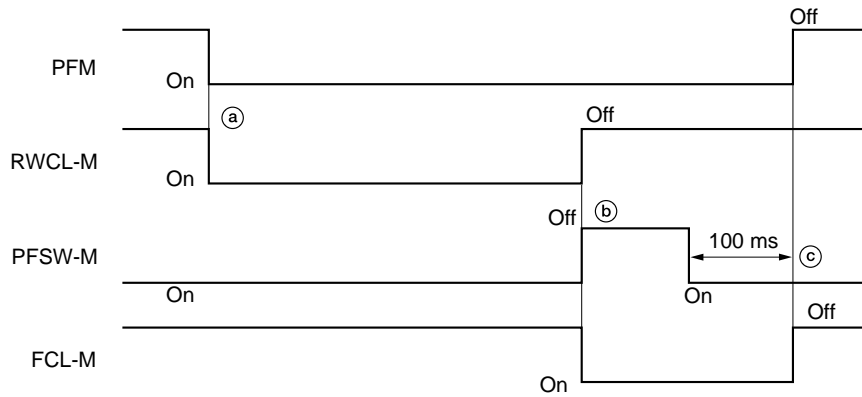 Off
PFM
On
ⓐ
Off
RWCL-M
On
Off ⓑ
100 ms
PFSW-M
ⓒ
On
On
Off
FCL-M
On